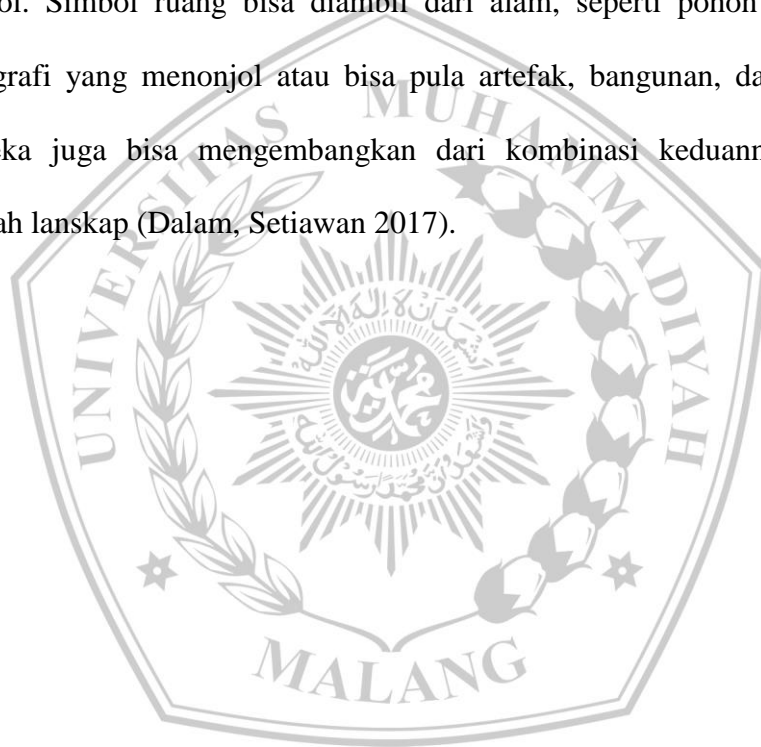 ol. Simbol ruang bisa diambil dari alam, seperti pohon
grafi yang menonjol atau bisa pula artefak, bangunan, da
eka juga bisa mengembangkan dari kombinasi keduann
ah lanskap (Dalam, Setiawan 2017).
UNIVERSITAS MUHAMMADIYAH
MALANG